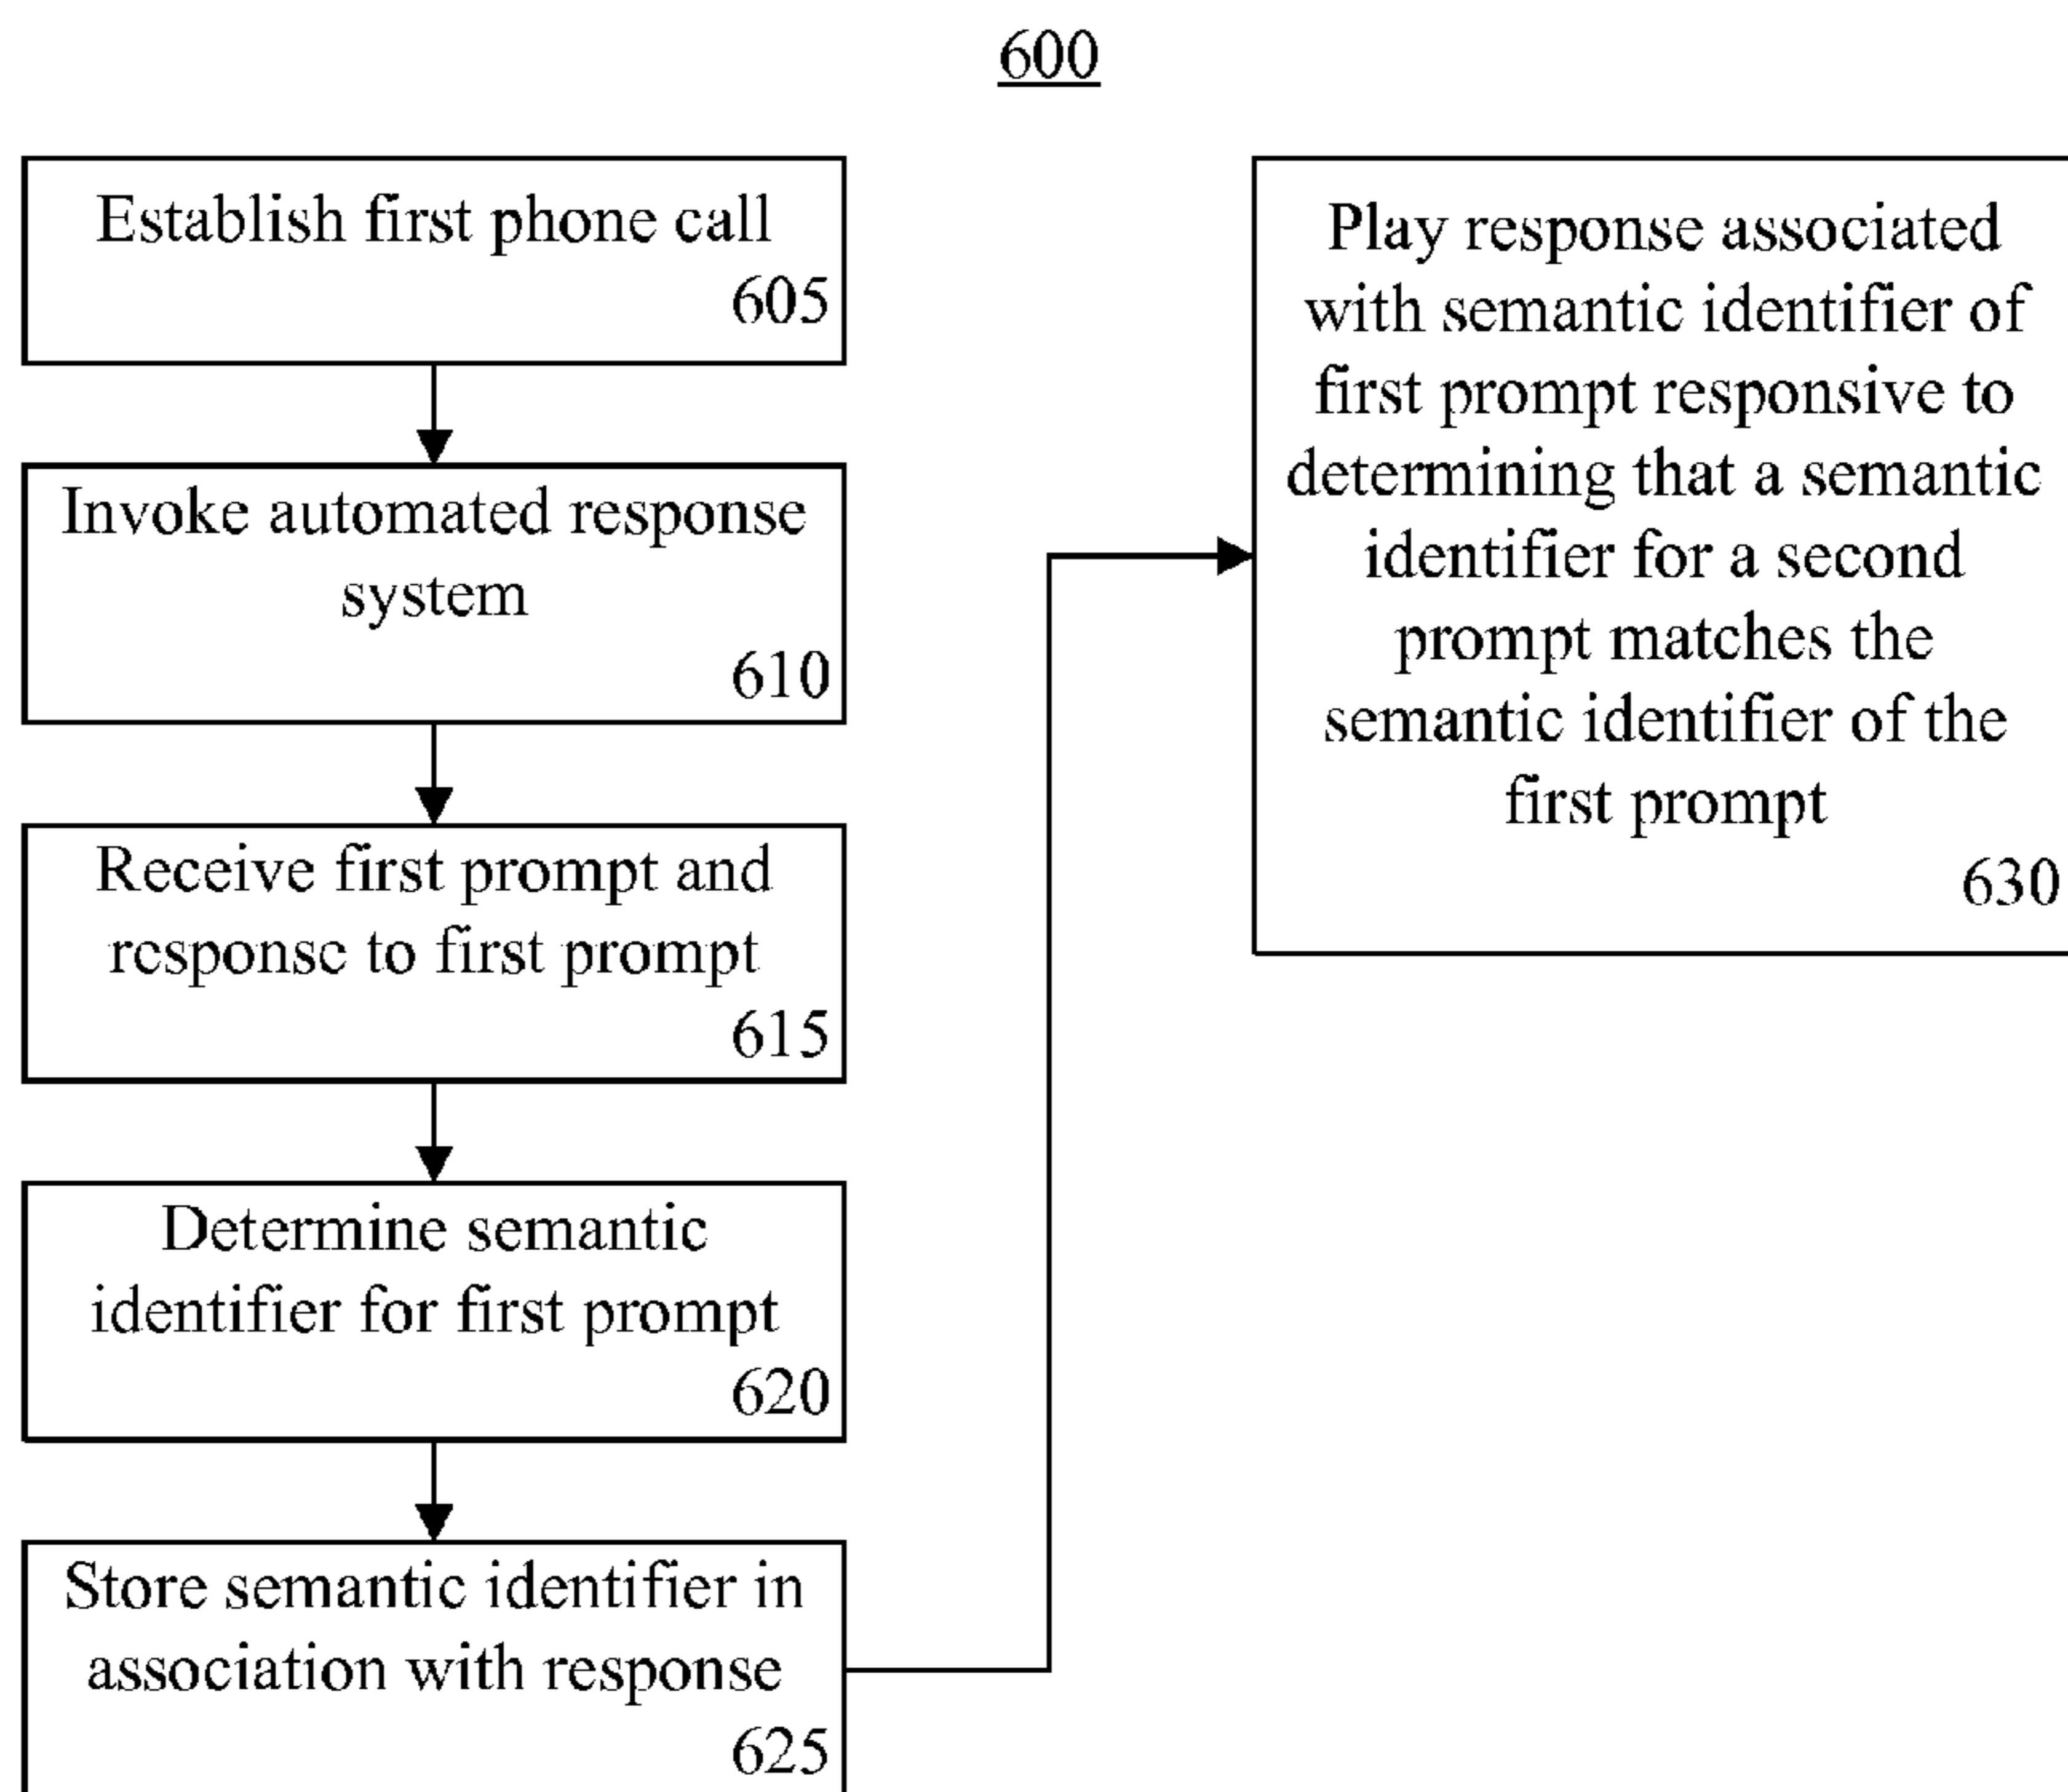 600
Establish first phone call
605
Invoke automated response
system
610
Receive first prompt and
response to first prompt
615
Determine semantic
identifier for first prompt
620
Store semantic identifier in
association with response
625
Play response associated
with semantic identifier of
first prompt responsive to
determining that a semantic
identifier for a second
prompt matches the
semantic identifier of the
first prompt
630